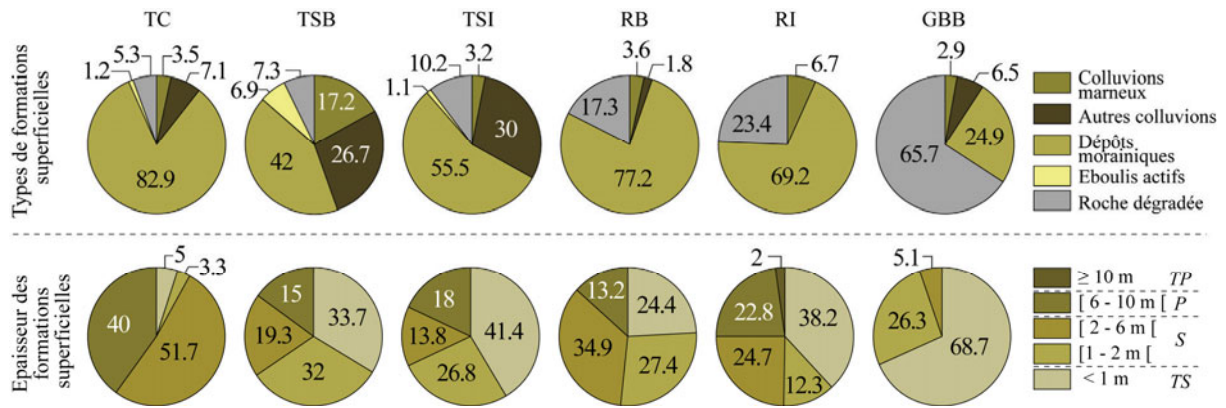 TC TSB TSI RB RI GBB
Types de formations
superficielles
5.3 3.5
1.2 7.1
82.9
7.3
6.9 17.2
42 26.7
10.2 3.2
1.1
30
55.5
3.6
1.8
17.3
77.2
6.7
23.4
69.2
2.9
6.5
24.9
65.7
Colluvions
marneux
Autres colluvions
Dépôts
morainiques
Eboulis actifs
Roche dégradée
Epaisseur des
formations
superficielles
5
3.3
40
51.7
15
33.7
19.3
32
18
41.4
13.8
26.8
13.2
24.4
34.9
27.4
2
22.8
38.2
24.7
12.3
5.1
26.3
68.7
≥ 10 m TP
[ 6 - 10 m [ P
[ 2 - 6 m [
S
[1 - 2 m [
< 1 m TS